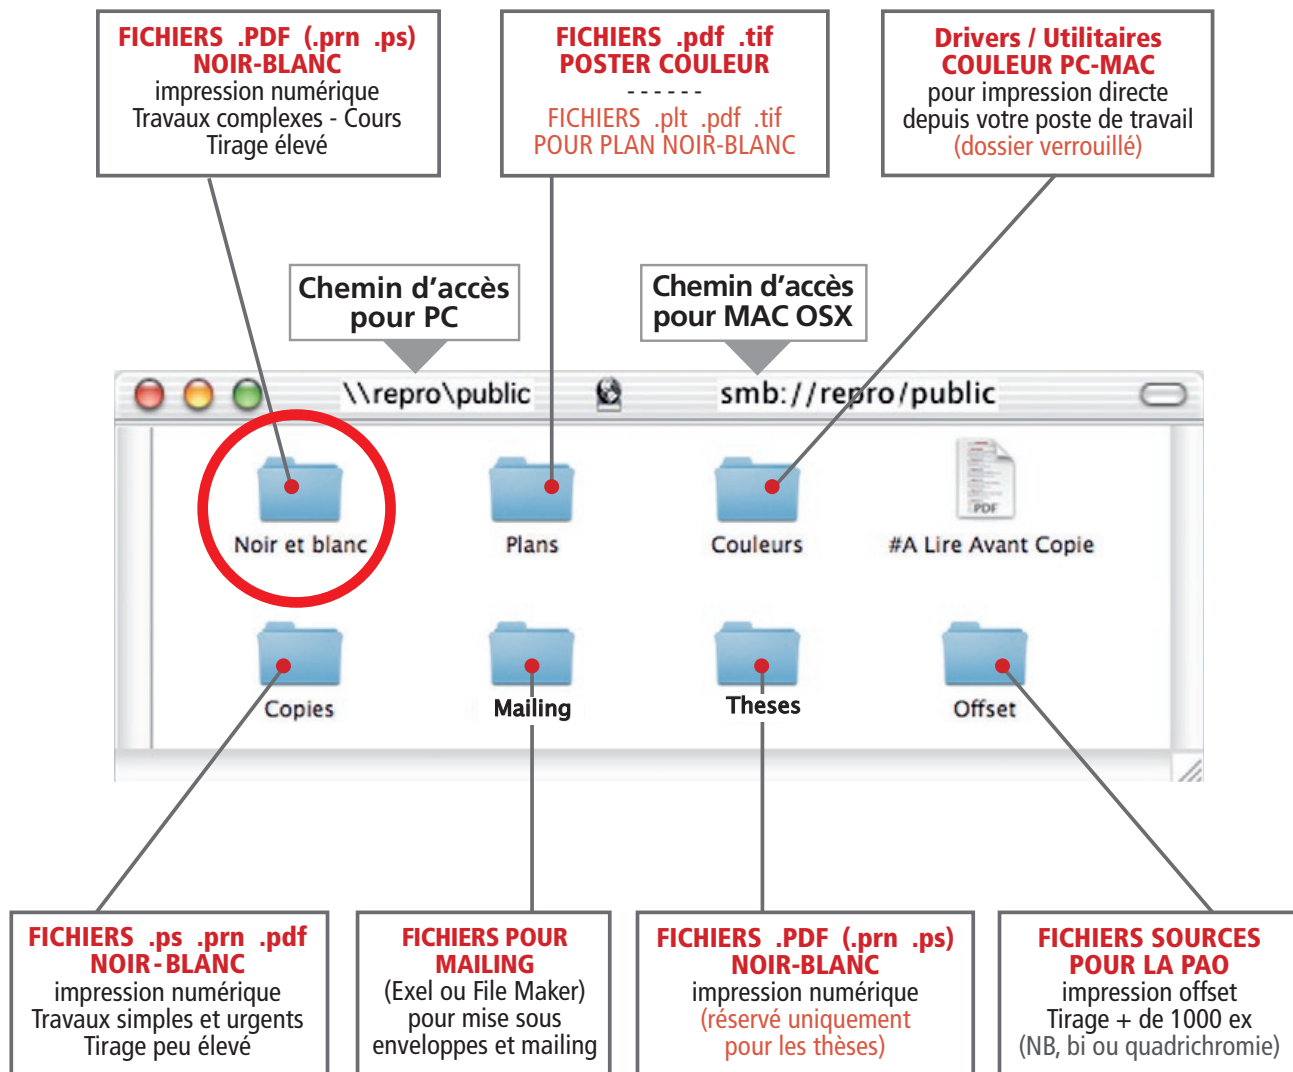 FICHIERS .PDF (.prn .ps)
NOIR-BLANC
impression numérique
Travaux complexes - Cours
Tirage élevé
FICHIERS .pdf .tif
POSTER COULEUR
- - - - - -
FICHIERS .plt .pdf .tif
POUR PLAN NOIR-BLANC
Drivers / Utilitaires
COULEUR PC-MAC
pour impression directe
depuis votre poste de travail
(dossier verrouillé)
Chemin d'accès
pour PC
Chemin d'accès
pour MAC OSX
\\repro\public
smb://repro/public
PDF
Noir et blanc
Plans
Couleurs
#A Lire Avant Copie
Copies
Mailing
Theses
Offset
FICHIERS .ps .prn .pdf
NOIR-BLANC
impression numérique
Travaux simples et urgents
Tirage peu élevé
FICHIERS POUR
MAILING
(Exel ou File Maker)
pour mise sous
enveloppes et mailing
FICHIERS .PDF (.prn .ps)
NOIR-BLANC
impression numérique
(réservé uniquement
pour les thèses)
FICHIERS SOURCES
POUR LA PAO
impression offset
Tirage + de 1000 ex
(NB, bi ou quadrichromie)